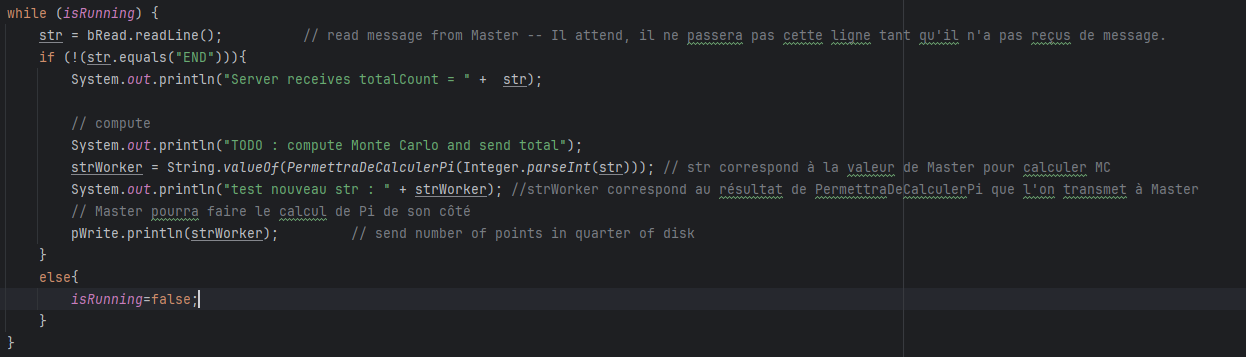 while (isRunning) {
    str = bRead.readLine();          // read message from Master -- Il attend, il ne passera pas cette ligne tant qu'il n'a pas reçus de message.
    if (!(str.equals("END"))){
        System.out.println("Server receives totalCount = " +  str);
        // compute
        System.out.println("TODO : compute Monte Carlo and send total");
        strWorker = String.valueOf(PermettraDeCalculerPi(Integer.parseInt(str))); // str correspond à la valeur de Master pour calculer MC
        System.out.println("test nouveau str : " + strWorker); //strWorker correspond au résultat de PermettraDeCalculerPi que l'on transmet à Master
        // Master pourra faire le calcul de Pi de son côté
        pWrite.println(strWorker);         // send number of points in quarter of disk
    }
    else{
        isRunning=false;
    }
}